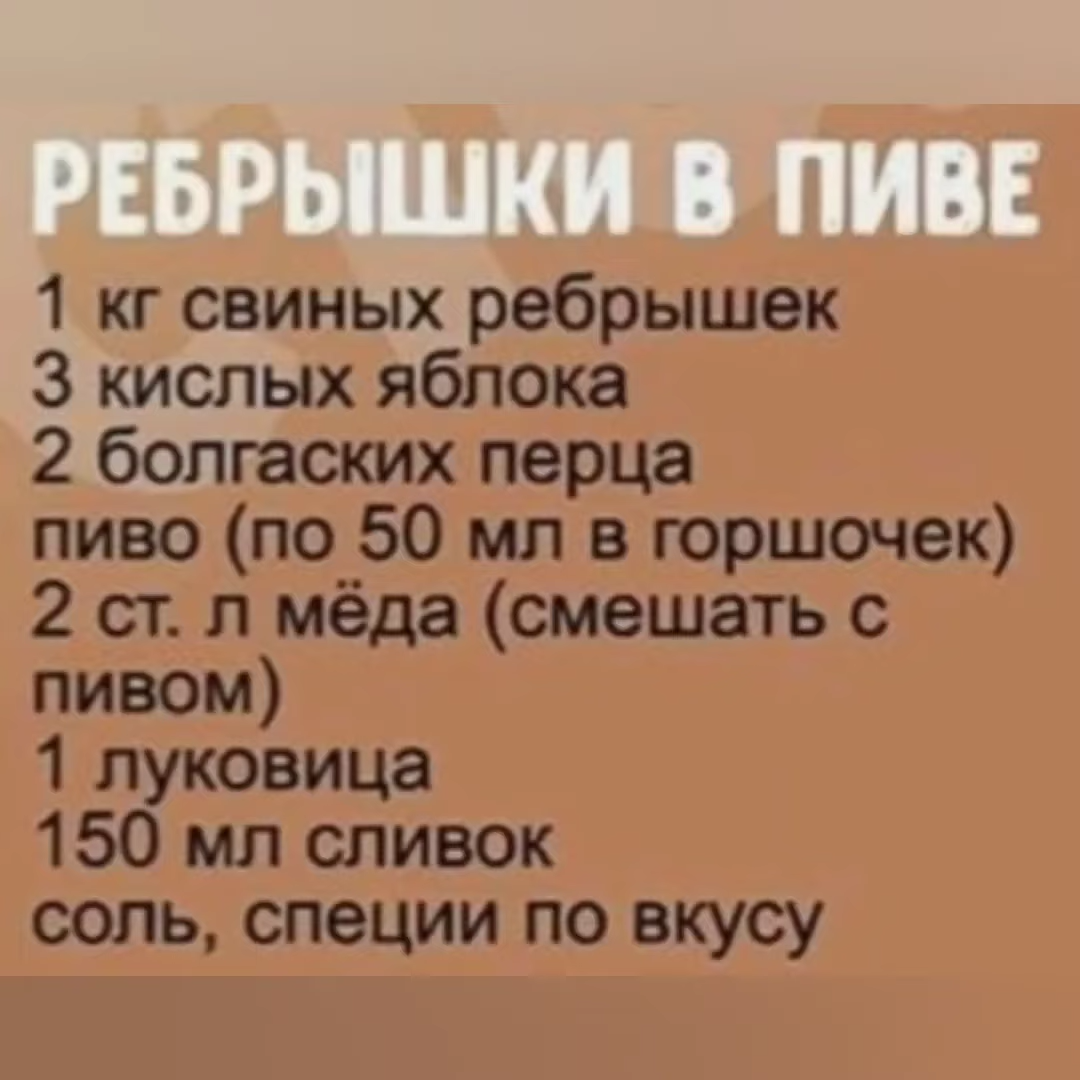 РЕБРЫШКИ В ПИВЕ
1 кг свиных ребрышек
3 кислых яблока
2 болгаских перца
пиво (по 50 мл в горшочек)
2 ст. л мёда (смешать с
пивом)
1 луковица
150 мл сливок
соль, специи по вкусу